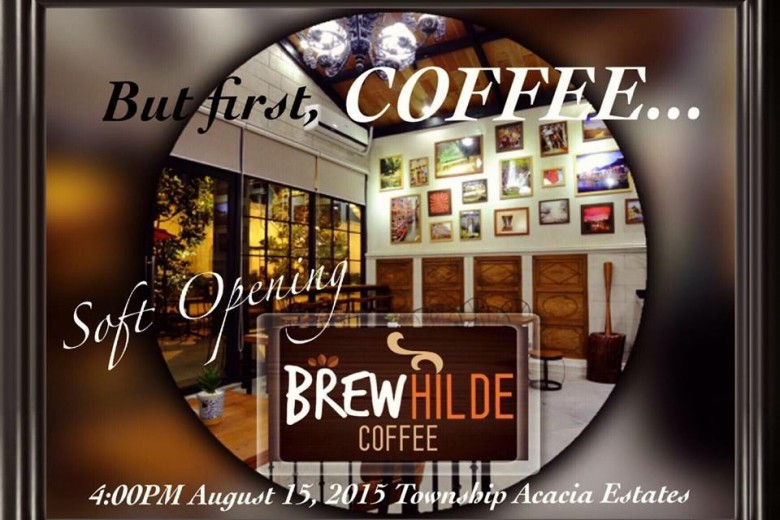 But first, COFFEE...
Soft Opening
BREWHILDE
COFFEE
4:00PM August 15, 2015 Township Acacia Estates